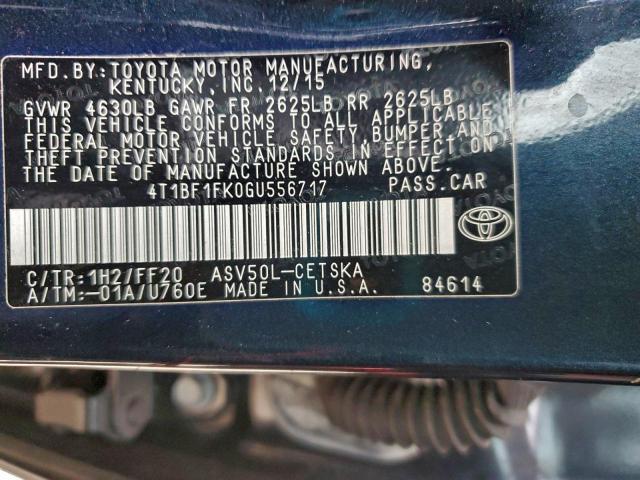 MFD.BY:TOYOTA MOTOR MANUFACTURING,
KENTUCKY, INC.12/15
GVWR 4630LB GAWR FR 2625LB RR 2625LB
THIS VEHICLE CONFORMS TO ALL APPLICABLE
FEDERAL MOTOR VEHICLE SAFETY, BUMPER,AND
THEFT PREVENTION STANDARDS IN EFFECT ON
THE DATE OF MANUFACTURE SHOWN ABOVE.
4T1BF1FK0GU556717 PASS.CAR
C/TR:1H2/FF20 ASV50L-CETSKA
A/TM:-01A/U760E MADE IN U.S.A. 84614